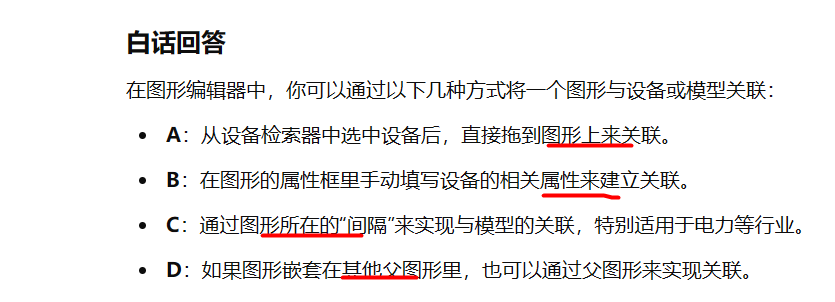 白话回答
在图形编辑器中，你可以通过以下几种方式将一个图形与设备或模型关联：
• A：从设备检索器中选中设备后，直接拖到图形上来关联。
• B：在图形的属性框里手动填写设备的相关属性来建立关联。
• C：通过图形所在的“间隔”来实现与模型的关联，特别适用于电力等行业。
• D：如果图形嵌套在其他父图形里，也可以通过父图形来实现关联。